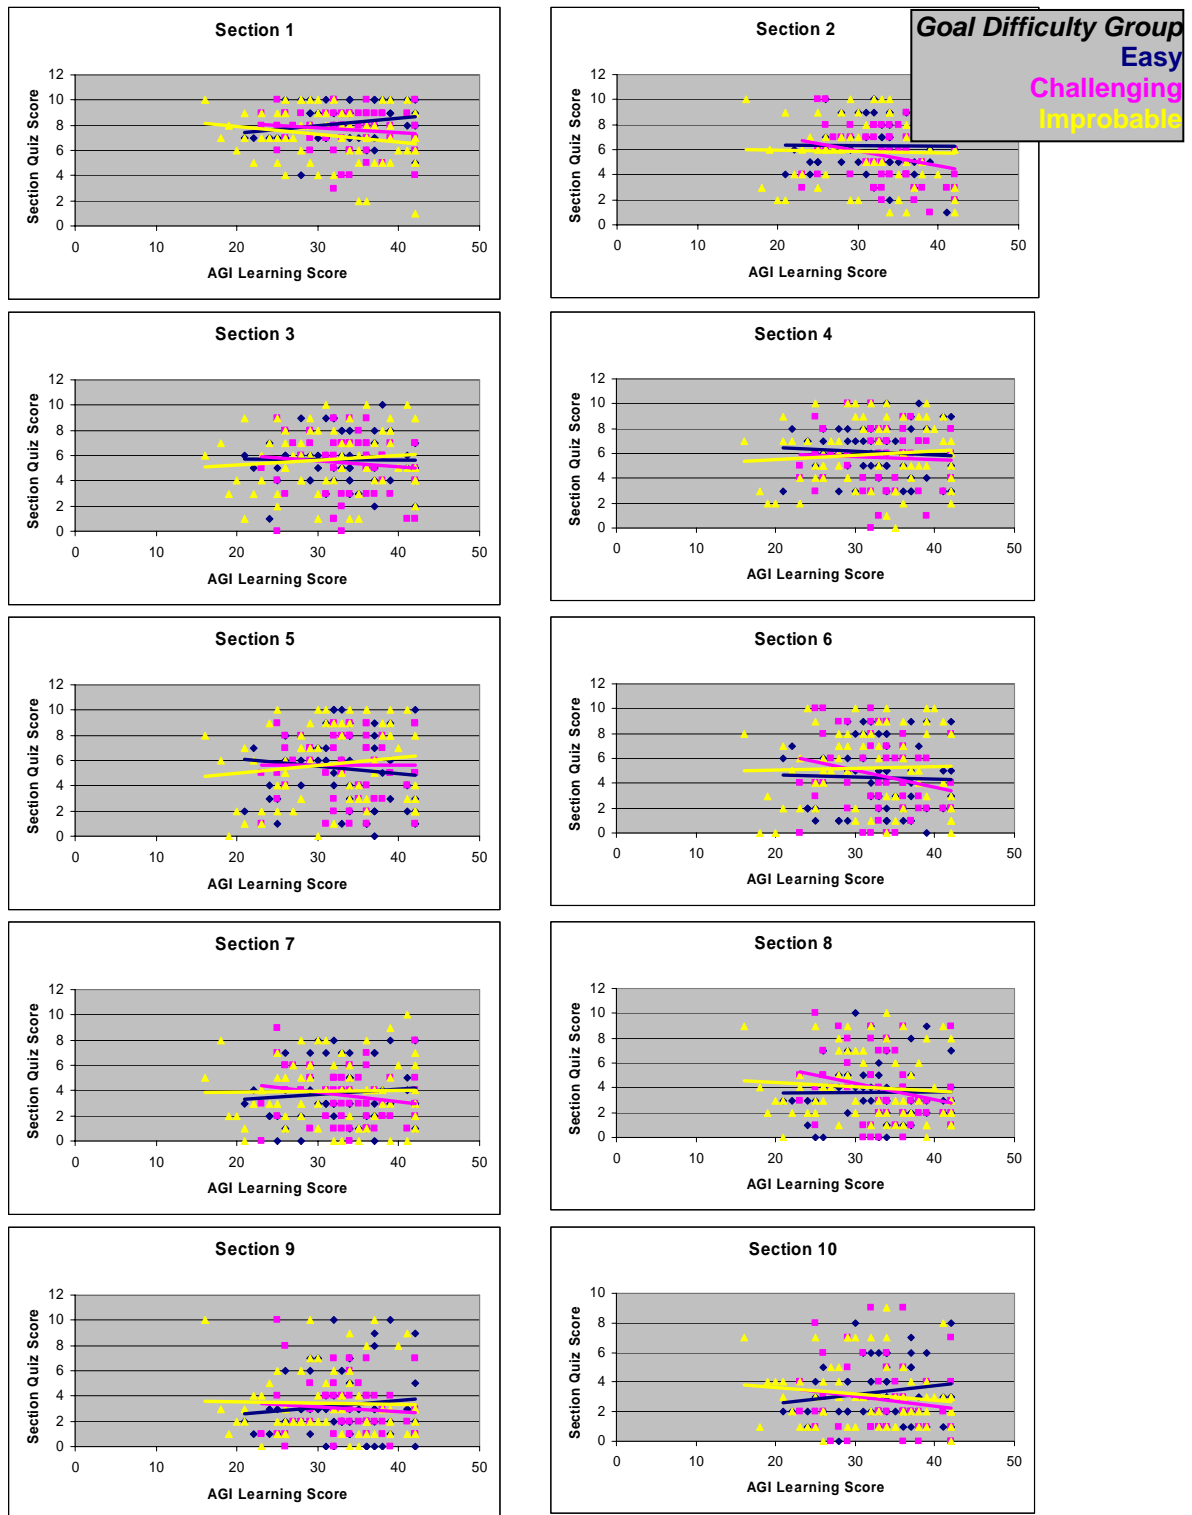 Section 1
12
10
8
6
4
2
0
0 10 20 30 40 50
Section Quiz Score
AGI Learning Score
Section 2
12
10
8
6
4
2
0
0 10 20 30 40 50
Section Quiz Score
AGI Learning Score
Goal Difficulty Group
Easy
Challenging
Improbable
Section 3
12
10
8
6
4
2
0
0 10 20 30 40 50
Section Quiz Score
AGI Learning Score
Section 4
12
10
8
6
4
2
0
0 10 20 30 40 50
Section Quiz Score
AGI Learning Score
Section 5
12
10
8
6
4
2
0
0 10 20 30 40 50
Section Quiz Score
AGI Learning Score
Section 6
12
10
8
6
4
2
0
0 10 20 30 40 50
Section Quiz Score
AGI Learning Score
Section 7
12
10
8
6
4
2
0
0 10 20 30 40 50
Section Quiz Score
AGI Learning Score
Section 8
12
10
8
6
4
2
0
0 10 20 30 40 50
Section Quiz Score
AGI Learning Score
Section 9
12
10
8
6
4
2
0
0 10 20 30 40 50
Section Quiz Score
AGI Learning Score
Section 10
10
8
6
4
2
0
0 10 20 30 40 50
Section Quiz Score
AGI Learning Score